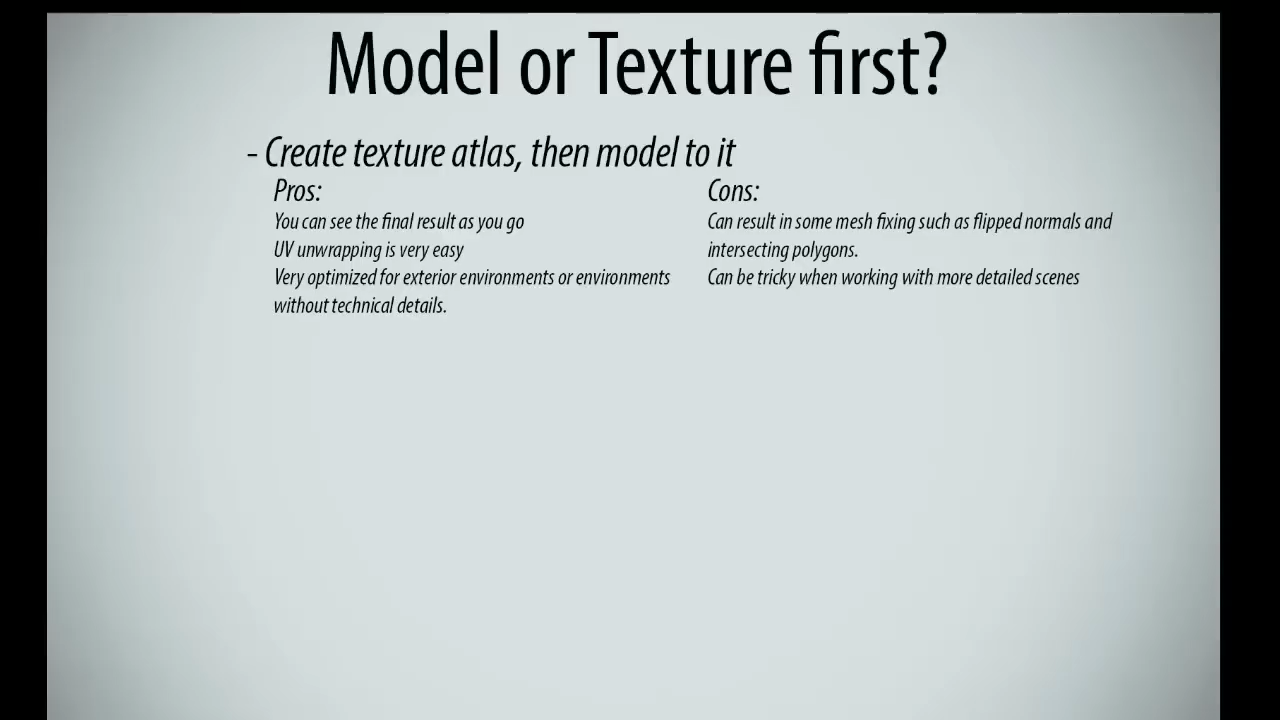 Model or Texture first?
- Create texture atlas, then model to it
Pros:
You can see the final result as you go
UV unwrapping is very easy
Very optimized for exterior environments or environments
without technical details.
Cons:
Can result in some mesh fixing such as flipped normals and
intersecting polygons.
Can be tricky when working with more detailed scenes